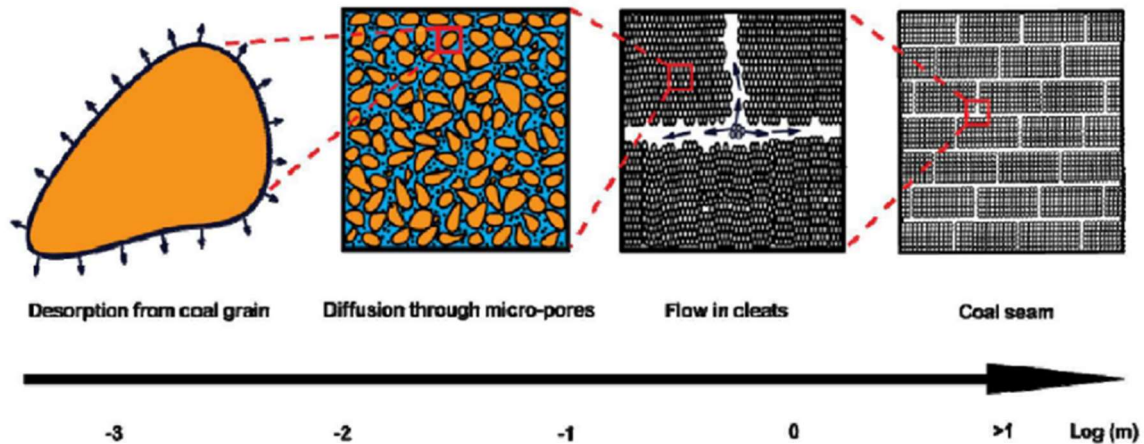 Desorption from coal grain Diffusion through micro-pores Flow in cleats Coal seam
-3 -2 -1 0 >1 Log (m)